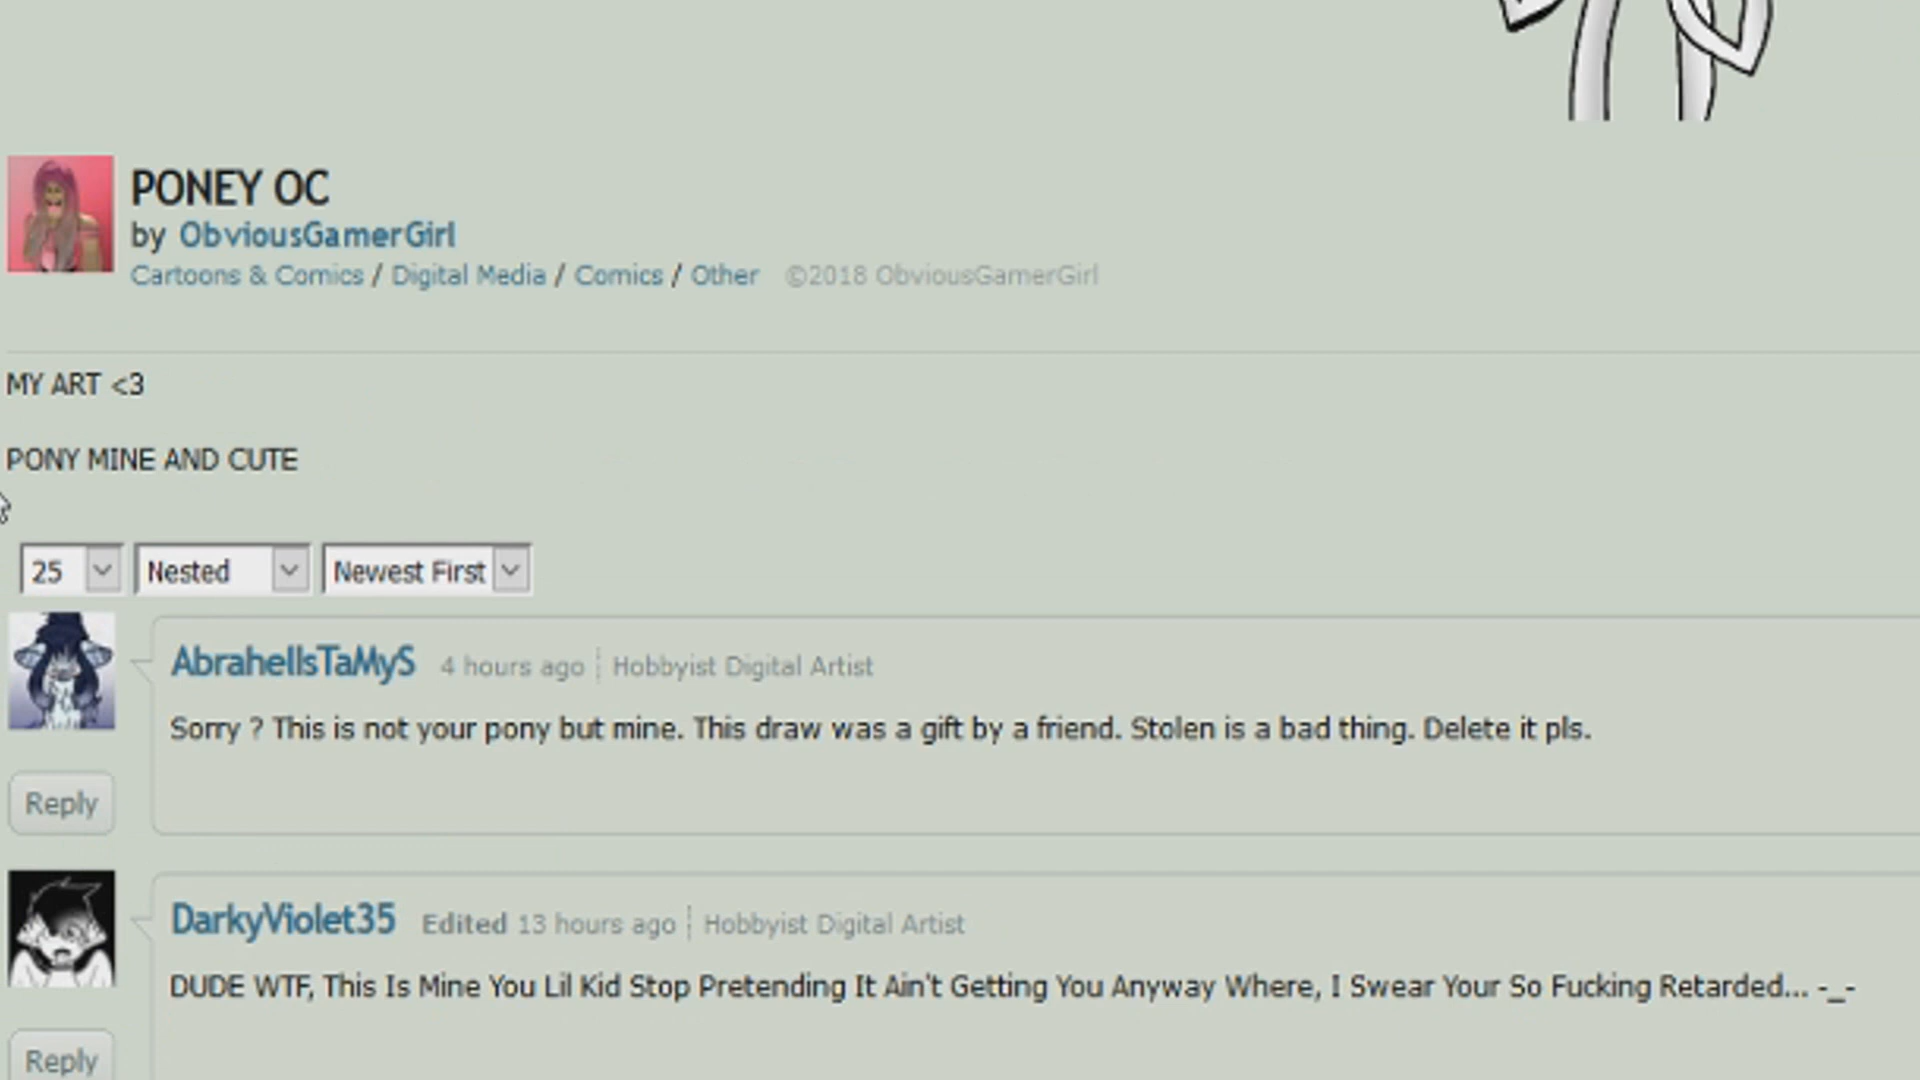 PONEY OC
by ObviousGamerGirl
Cartoons & Comics / Digital Media / Comics / Other ©2018 ObviousGamerGirl
MY ART <3
PONY MINE AND CUTE
25 Nested Newest First
AbrahellsTaMyS 4 hours ago Hobbyist Digital Artist
Sorry ? This is not your pony but mine. This draw was a gift by a friend. Stolen is a bad thing. Delete it pls.
Reply
DarkyViolet35 Edited 13 hours ago Hobbyist Digital Artist
DUDE WTF, This Is Mine You Lil Kid Stop Pretending It Ain't Getting You Anyway Where, I Swear Your So Fucking Retarded... -_-
Reply